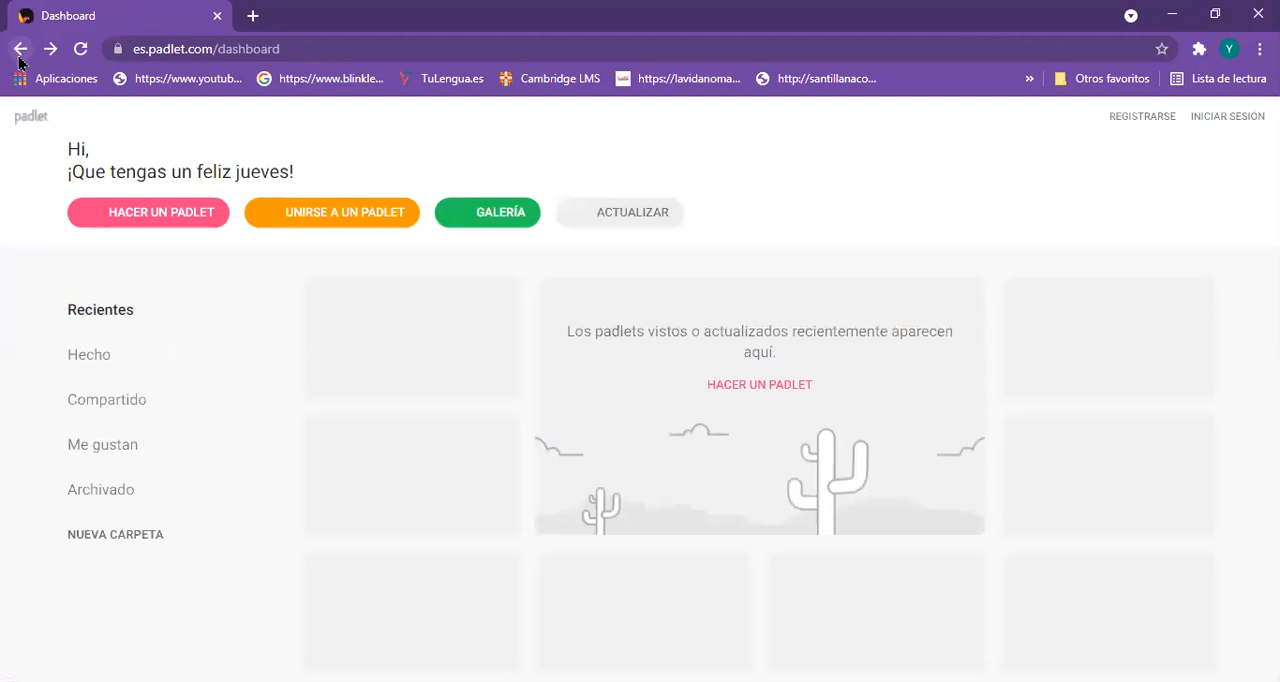 Dashboard
es.padlet.com/dashboard
Aplicaciones
https://www.youtub...
https://www.blinkle...
TuLengua.es
Cambridge LMS
https://lavidanoma...
http://santillanaco...
»
Otros favoritos
Lista de lectura
Y
padlet
REGISTRARSE
INICIAR SESIÓN
Hi,
¡Que tengas un feliz jueves!
HACER UN PADLET
UNIRSE A UN PADLET
GALERÍA
ACTUALIZAR
Recientes
Hecho
Compartido
Me gustan
Archivado
NUEVA CARPETA
Los padlets vistos o actualizados recientemente aparecen
aquí.
HACER UN PADLET